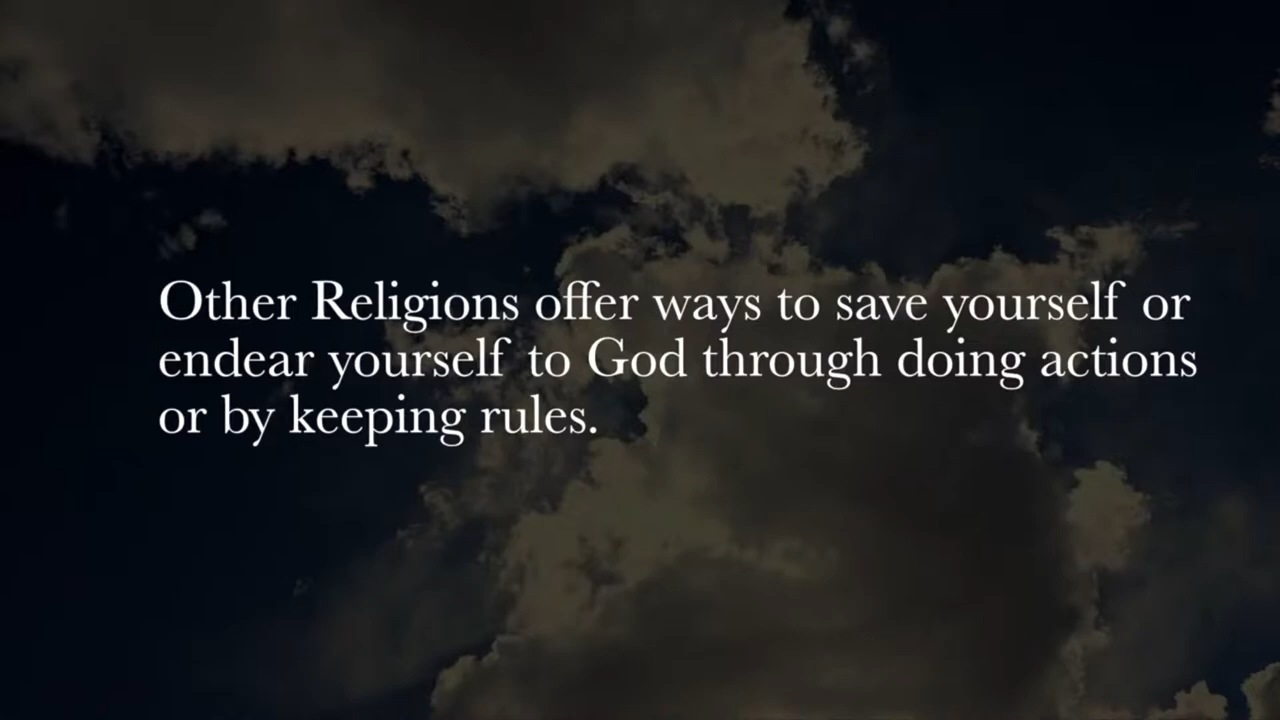 Other Religions offer ways to save yourself or
endear yourself to God through doing actions
or by keeping rules.